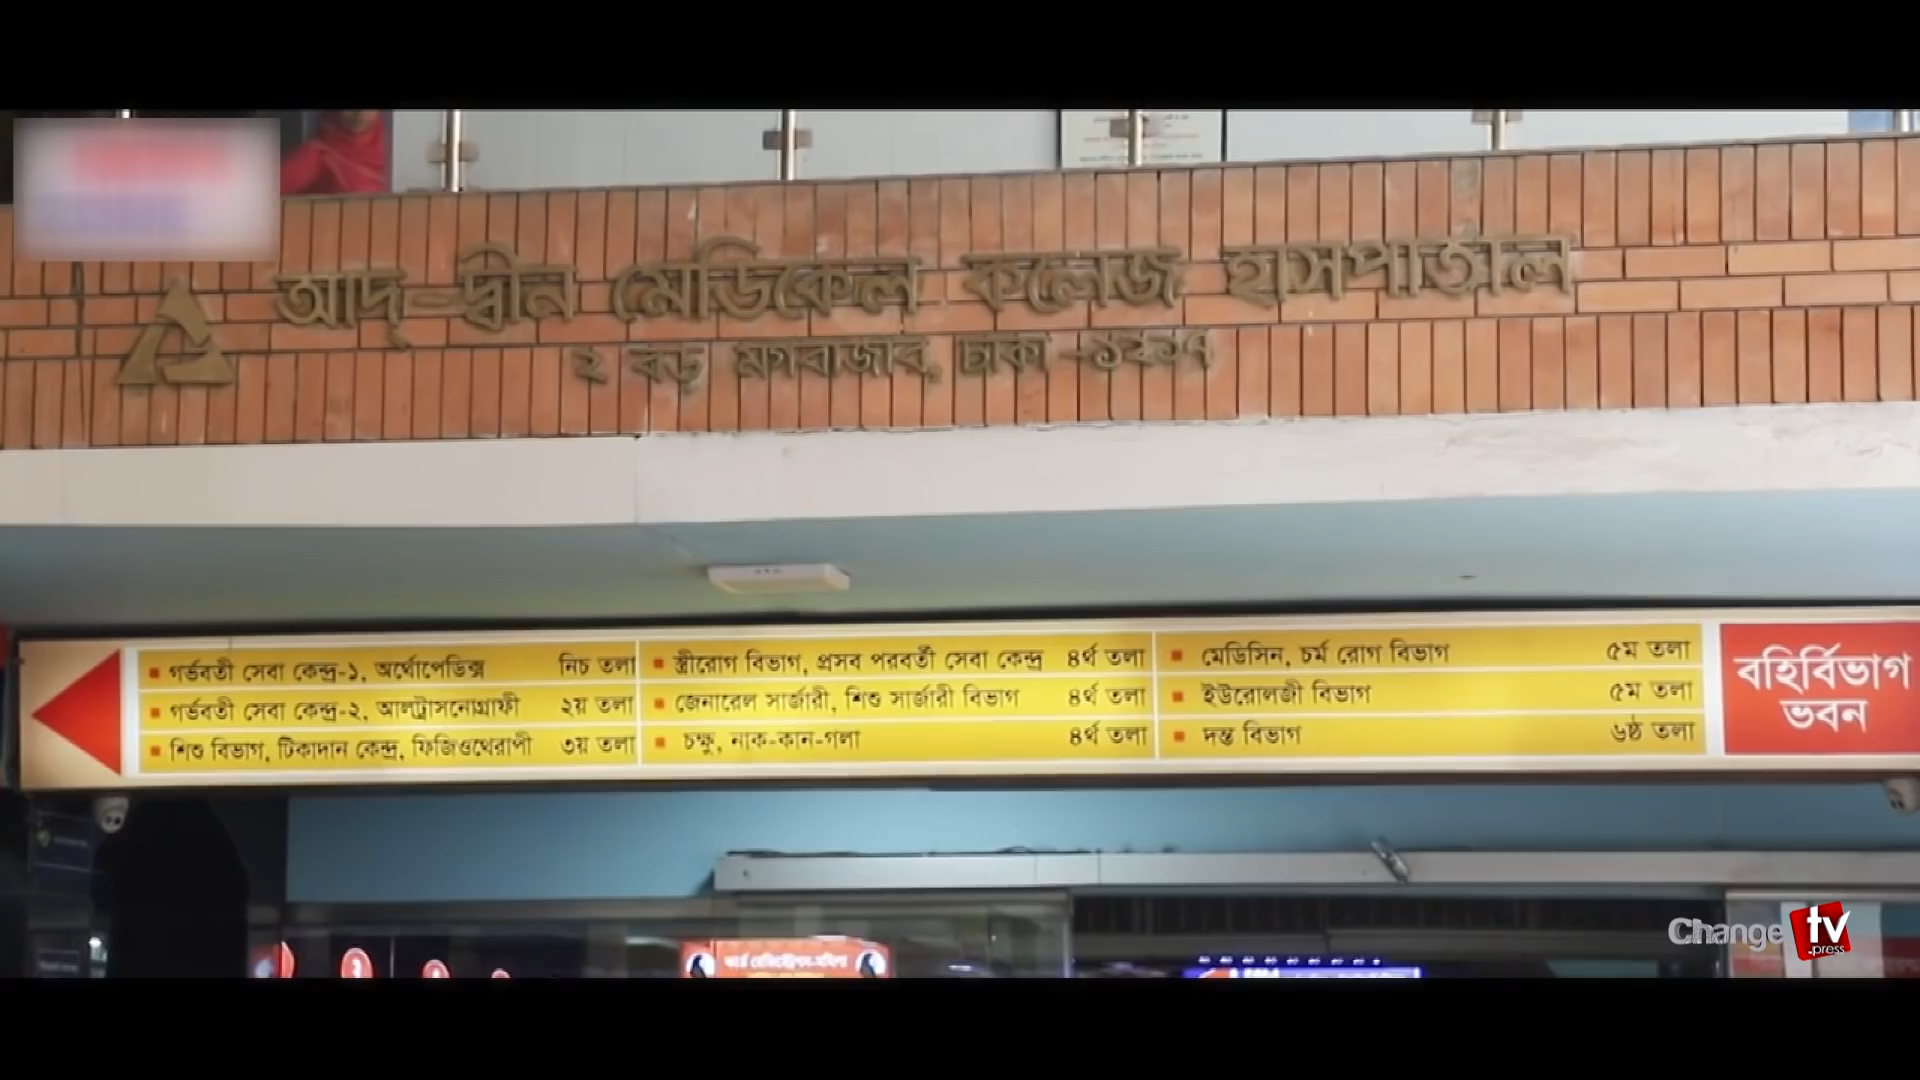 আদ্-দ্বীন মেডিকেল কলেজ হাসপাতাল
২ বড় মগবাজার, ঢাকা -১২১৭
গর্ভবতী সেবা কেন্দ্র-১, অর্থোপেডিক্স নিচ তলা
গর্ভবতী সেবা কেন্দ্র-২, আলট্রাসনোগ্রাফী ২য় তলা
শিশু বিভাগ, টিকাদান কেন্দ্র, ফিজিওথেরাপী ৩য় তলা
স্ত্রীরোগ বিভাগ, প্রসব পরবর্তী সেবা কেন্দ্র ৪র্থ তলা
জেনারেল সার্জারী, শিশু সার্জারী বিভাগ ৪র্থ তলা
চক্ষু, নাক-কান-গলা ৪র্থ তলা
মেডিসিন, চর্ম রোগ বিভাগ ৫ম তলা
ইউরোলজী বিভাগ ৫ম তলা
দন্ত বিভাগ ৬ষ্ঠ তলা
বহির্বিভাগ
ভবন
Change tv
.press